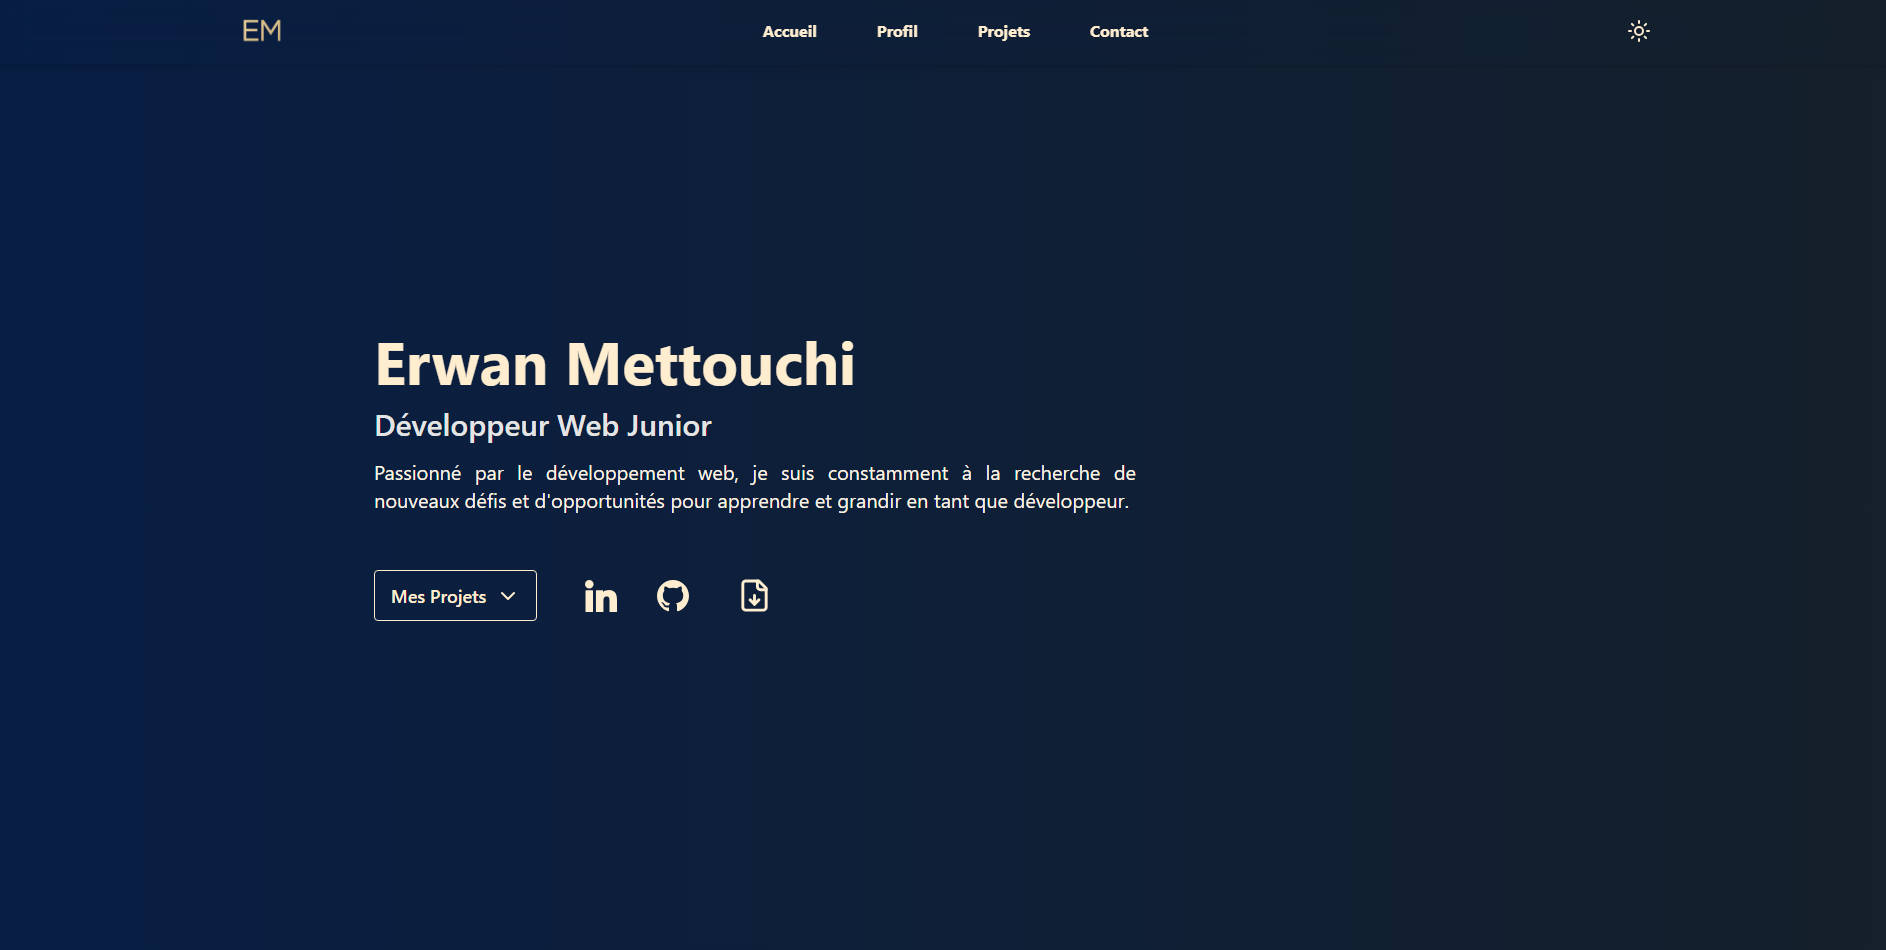 EM
Accueil
Profil
Projets
Contact
Erwan Mettouchi
Développeur Web Junior
Passionné par le développement web, je suis constamment à la recherche de
nouveaux défis et d'opportunités pour apprendre et grandir en tant que développeur.
Mes Projets
in